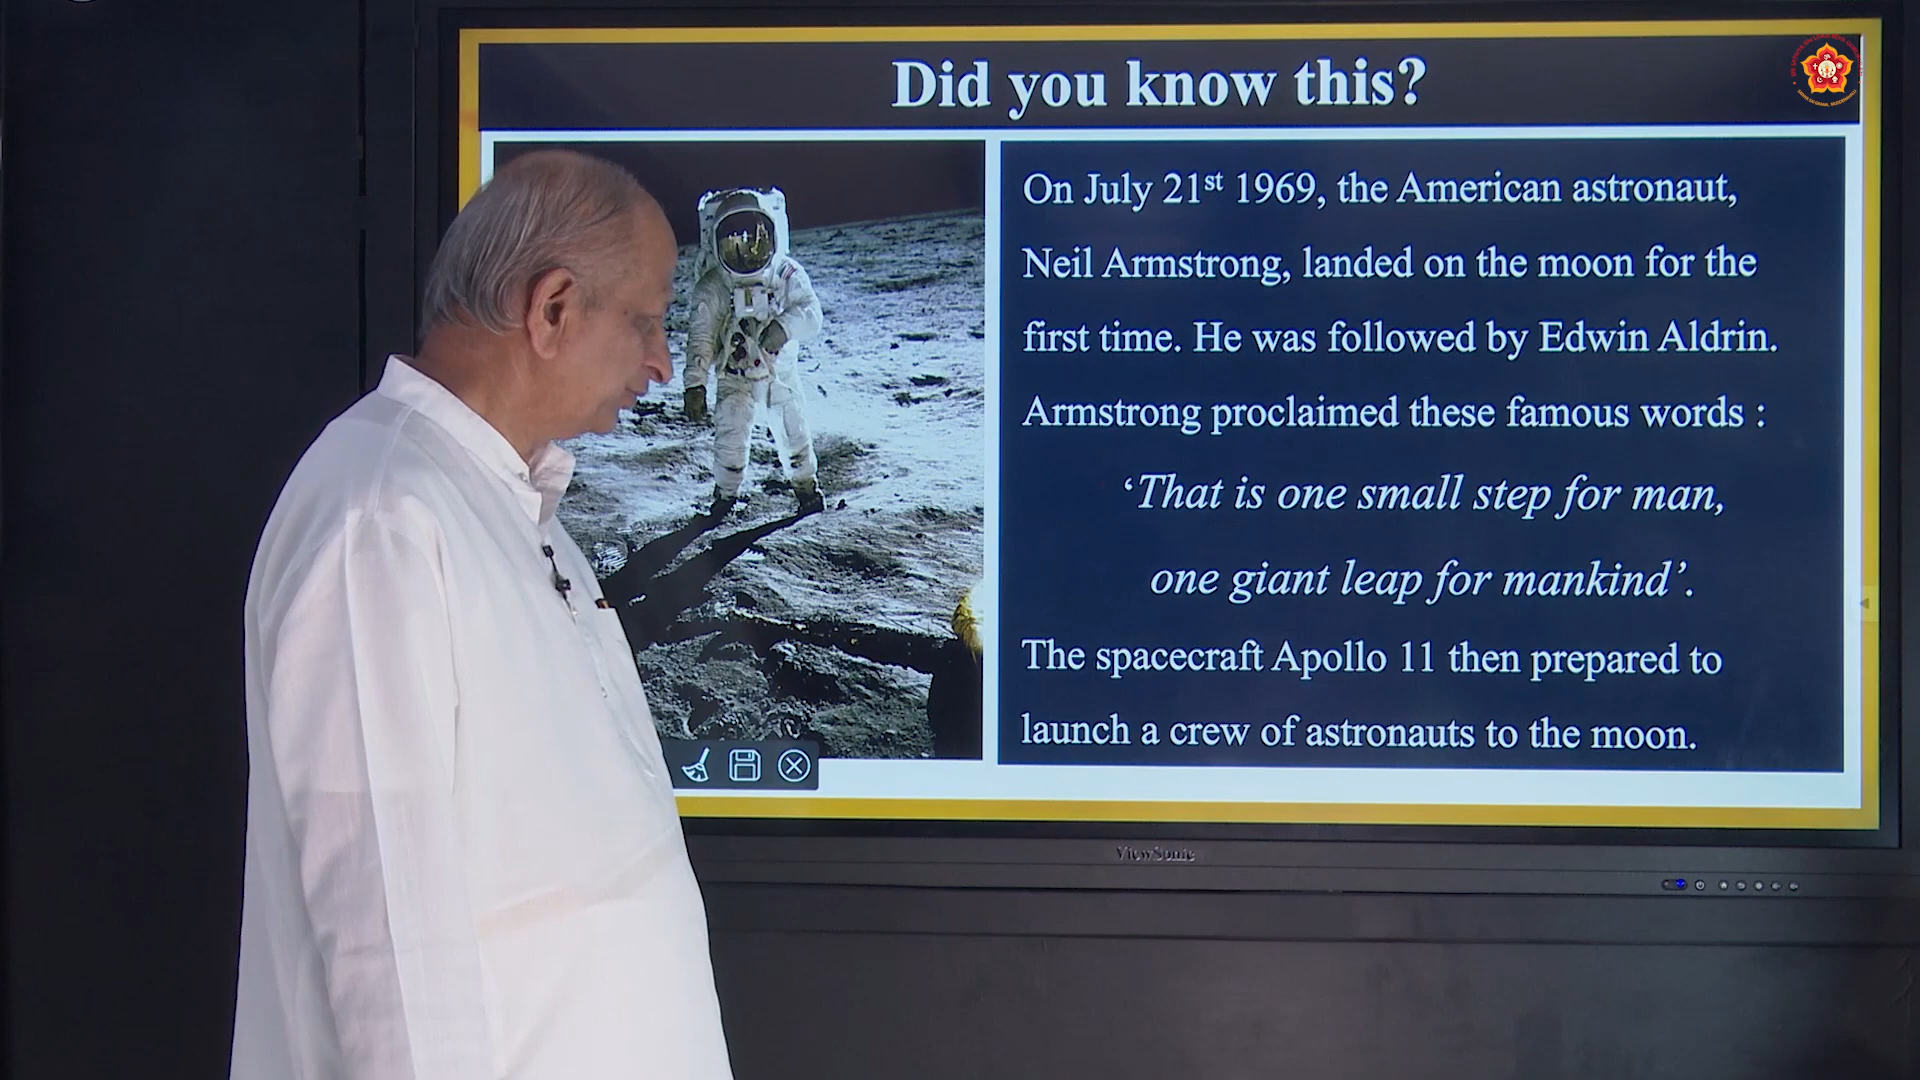 Did you know this?
On July 21st 1969, the American astronaut,
Neil Armstrong, landed on the moon for the
first time. He was followed by Edwin Aldrin.
Armstrong proclaimed these famous words :
‘That is one small step for man,
one giant leap for mankind’.
The spacecraft Apollo 11 then prepared to
launch a crew of astronauts to the moon.
ViewSonic